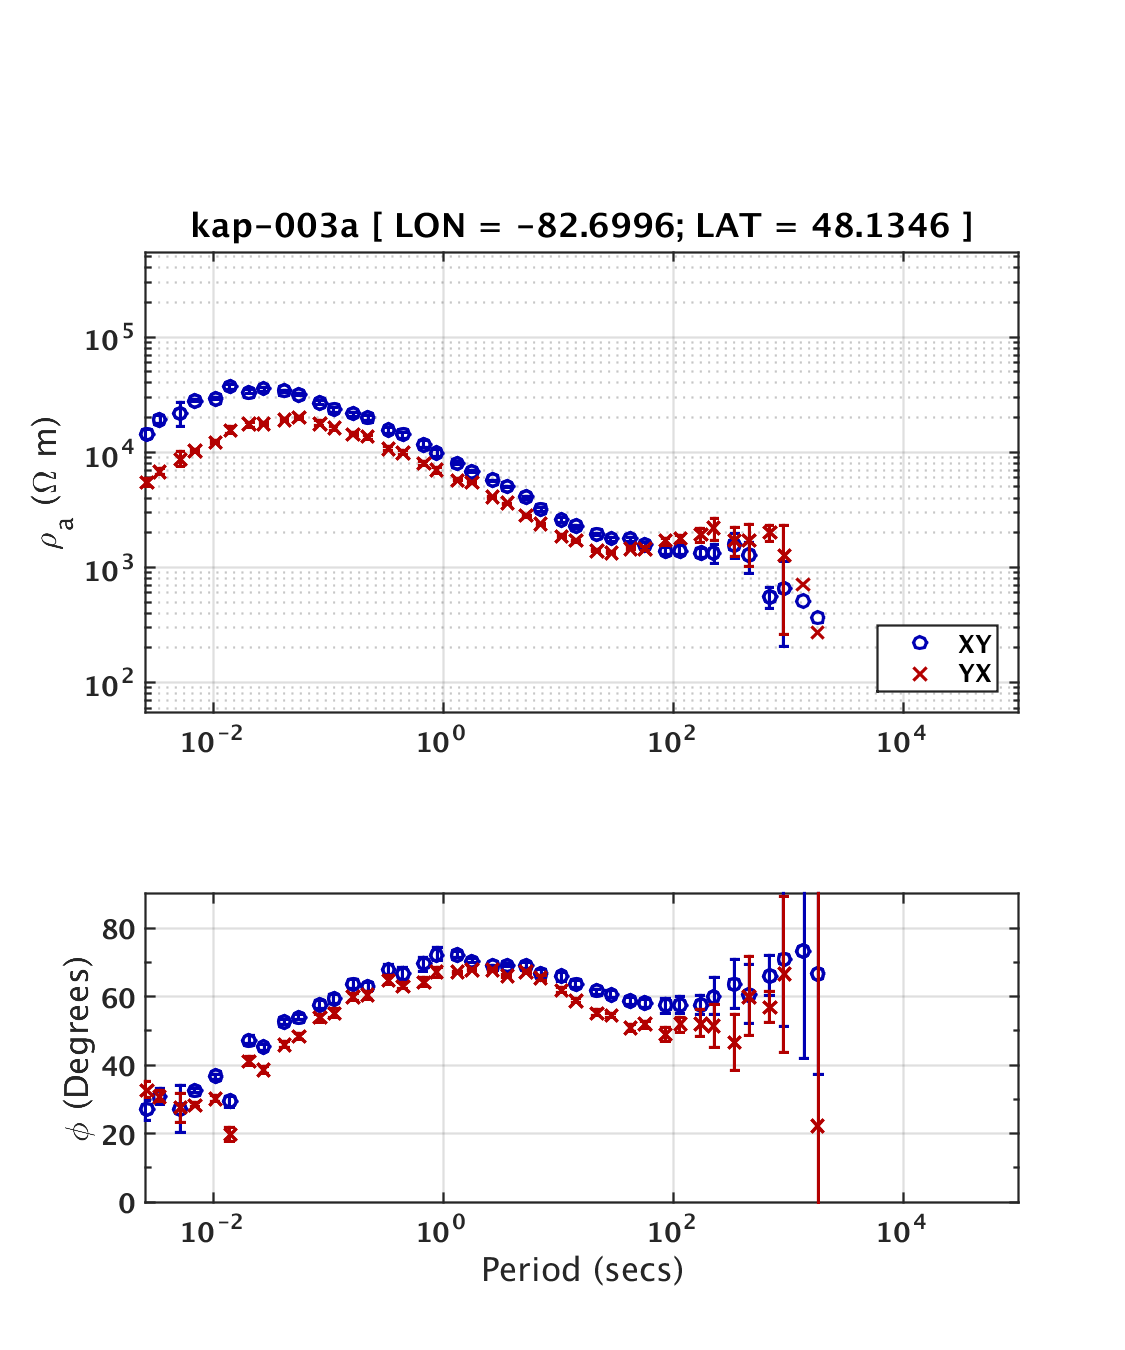 kap-003a [ LON = -82.6996; LAT = 48.1346 ]
ρa (Ω m)
10^5
10^4
10^3
10^2
XY
YX
10^-2 10^0 10^2 10^4
ϕ (Degrees)
80
60
40
20
0
10^-2 10^0 10^2 10^4
Period (secs)